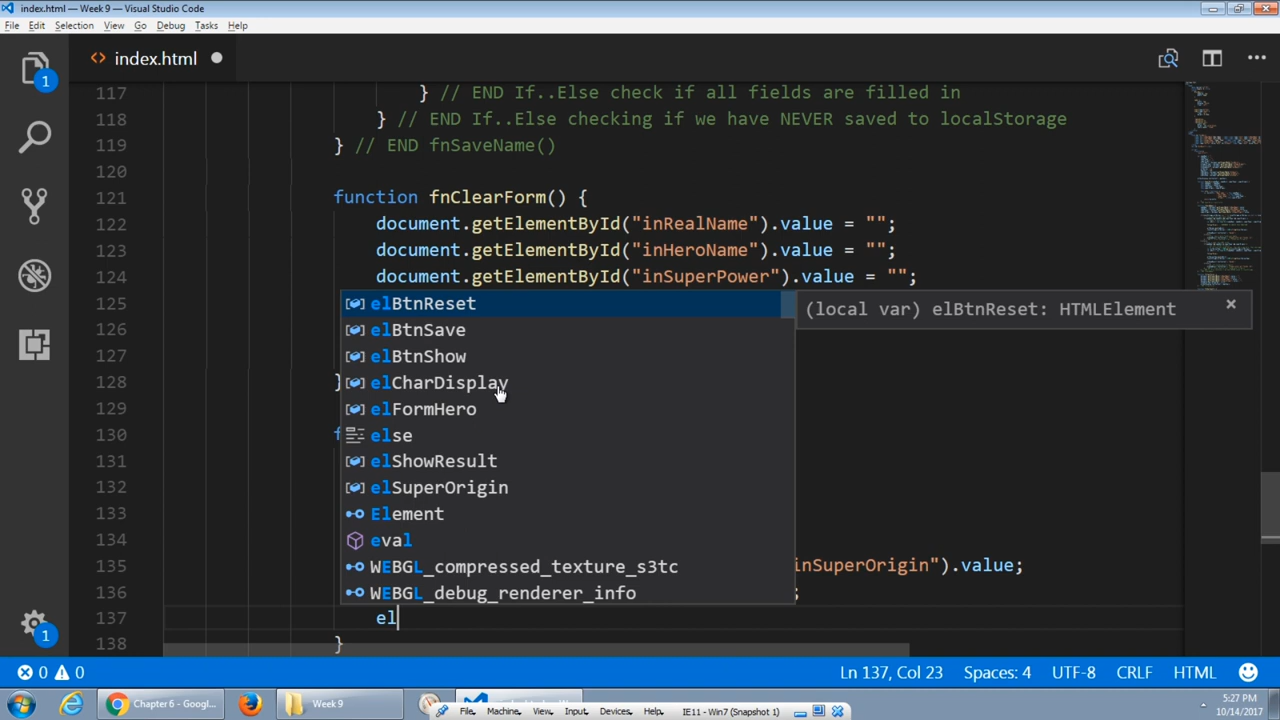 index.html — Week 9 — Visual Studio Code
File Edit Selection View Go Debug Tasks Help
1
<> index.html
117 } // END If..Else check if all fields are filled in
118 } // END If..Else checking if we have NEVER saved to localStorage
119 } // END fnSaveName()
120
121 function fnClearForm() {
122 document.getElementById("inRealName").value = "";
123 document.getElementById("inHeroName").value = "";
124 document.getElementById("inSuperPower").value = "";
125 elBtnReset (local var) elBtnReset: HTMLElement
126 elBtnSave
127 elBtnShow
128 } elCharDisplay
129 elFormHero
130 f else
131 elShowResult
132 elSuperOrigin
133 Element
134 eval
135 WEBGL_compressed_texture_s3tc inSuperOrigin").value;
136 WEBGL_debug_renderer_info ;
137 el
138 }
1
0 0 Ln 137, Col 23 Spaces: 4 UTF-8 CRLF HTML
Chapter 6 - Googl... Week 9
File, Machine, View, Input, Devices, Help, IE11 - Win7 (Snapshot 1)
5:27 PM
10/14/2017